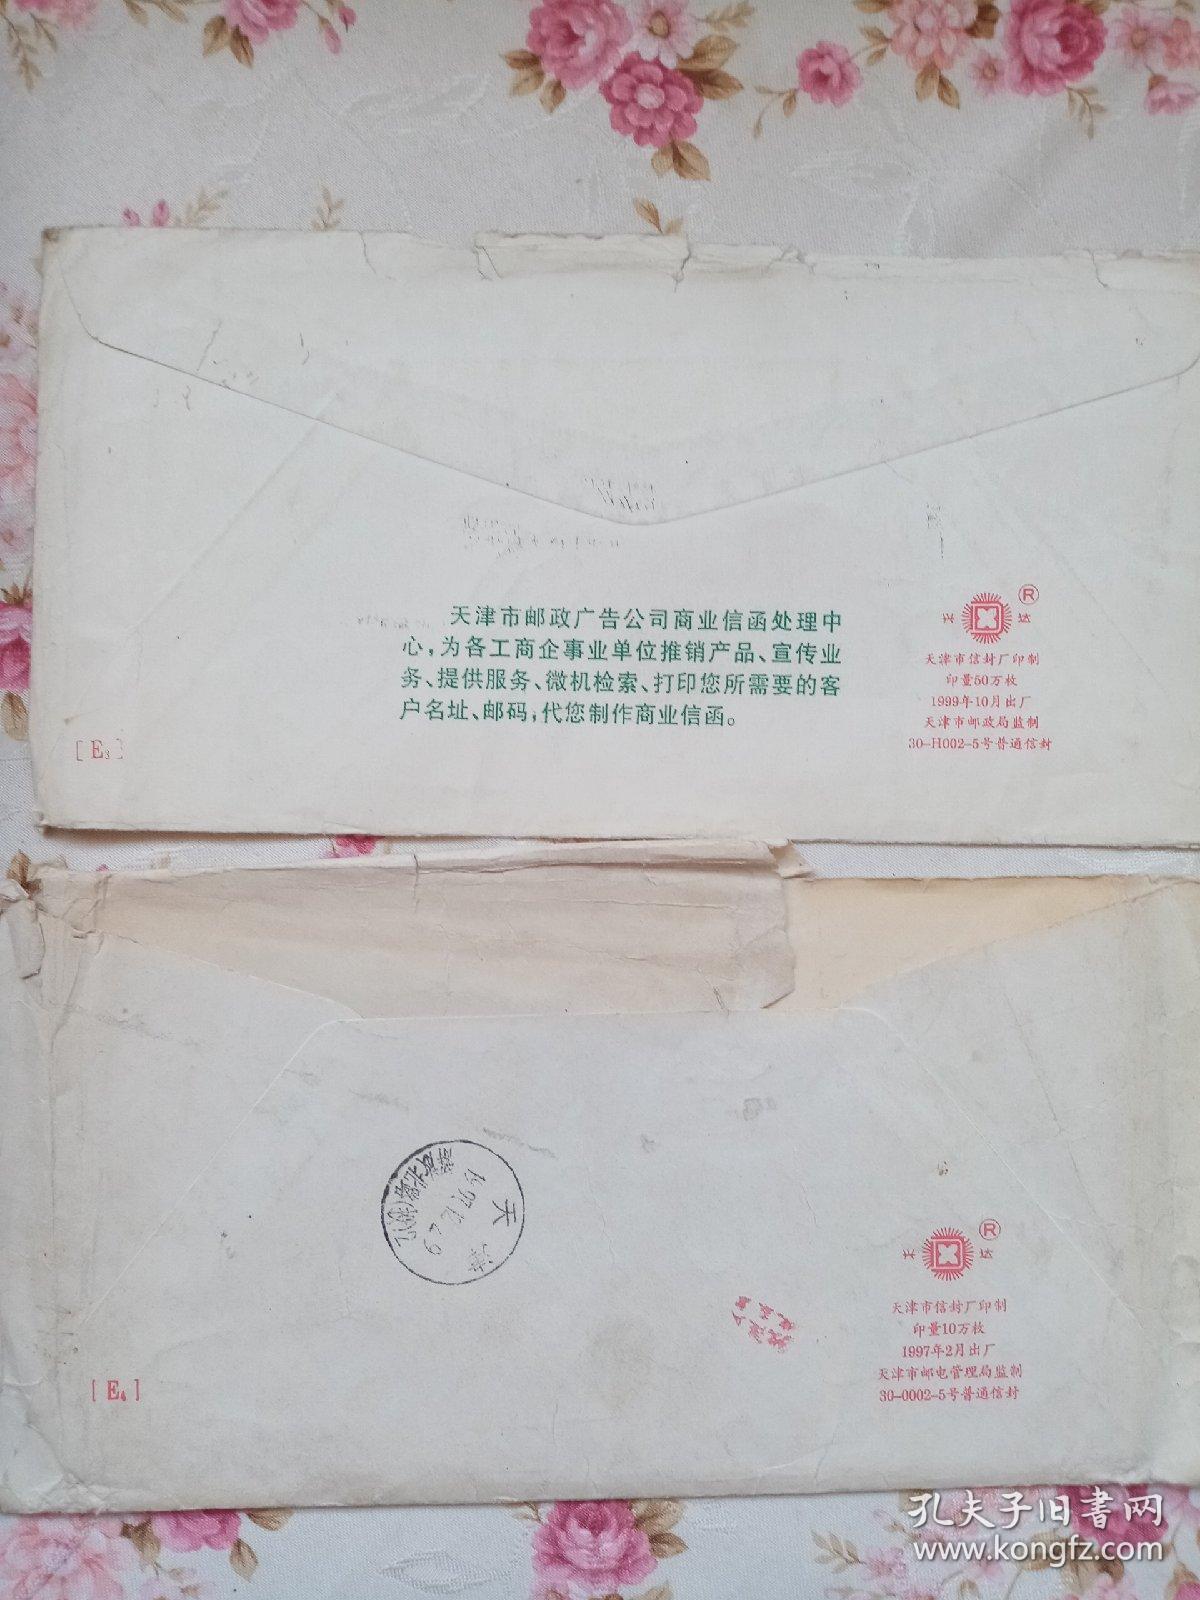 天津市邮政广告公司商业信函处理中
心,为各工商企事业单位推销产品、宣传业
务、提供服务、微机检索、打印您所需要的客
户名址、邮码,代您制作商业信函。
[E3]
天 达 ®
天津市信封厂印制
印量50万枚
1999年10月出厂
天津市邮政局监制
30-H002-5号普通信封
天津
[E4]
天 达 ®
天津市信封厂印制
印量10万枚
1997年2月出厂
天津市邮电管理局监制
30-0002-5号普通信封
孔夫子旧书网
www.kongfz.com